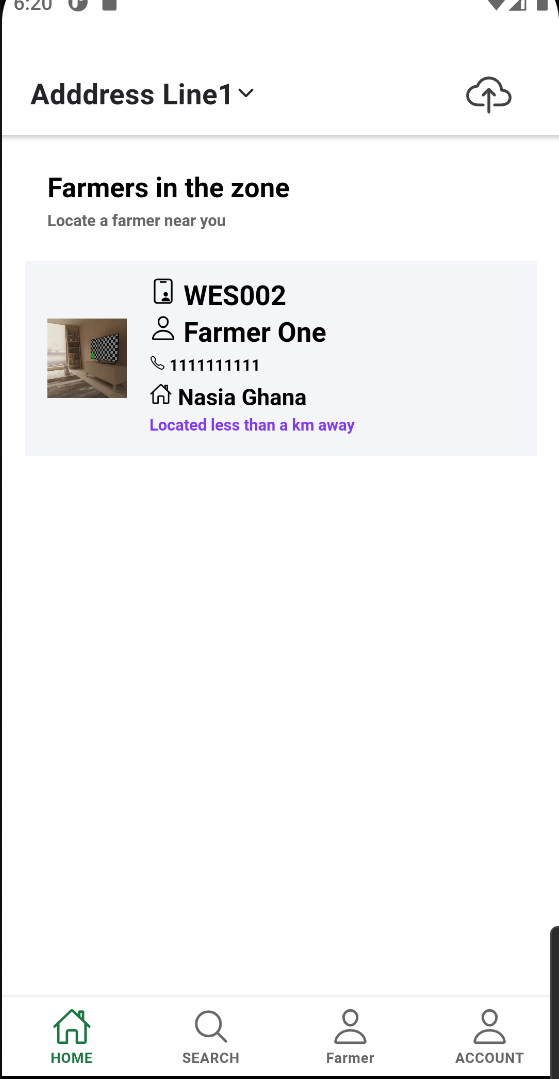 6:20
Adddress Line1
Farmers in the zone
Locate a farmer near you
WES002
Farmer One
1111111111
Nasia Ghana
Located less than a km away
HOME SEARCH Farmer ACCOUNT